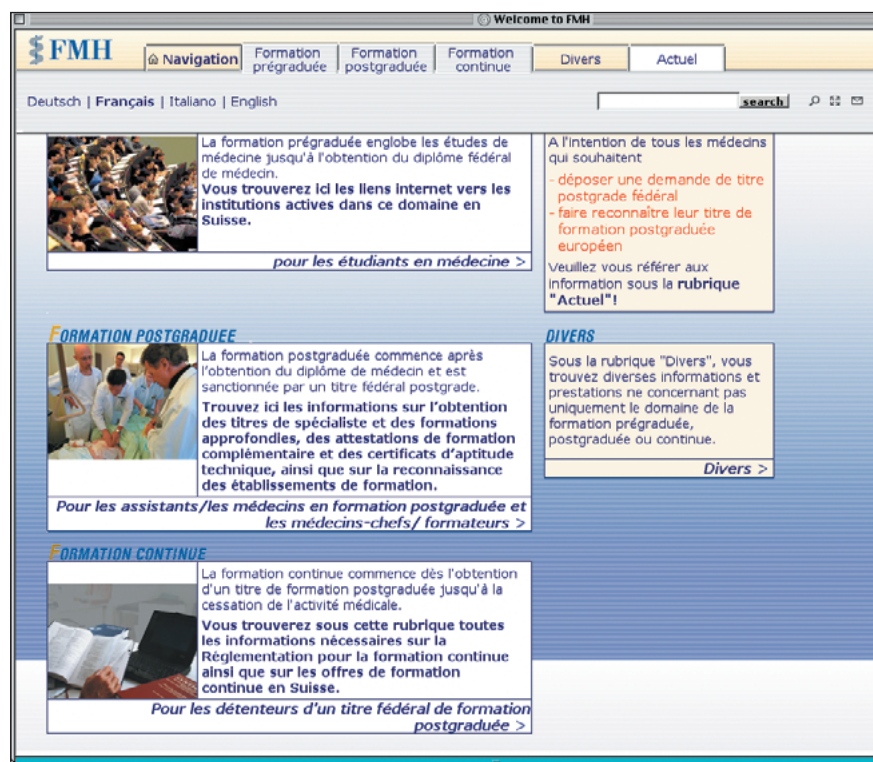 Welcome to FMH
FMH
Navigation
Formation
prégraduée
Formation
postgraduée
Formation
continue
Divers
Actuel
Deutsch | Français | Italiano | English
search
La formation prégraduée englobe les études de
médecine jusqu'à l'obtention du diplôme fédéral
de médecin.
Vous trouverez ici les liens internet vers les
institutions actives dans ce domaine en
Suisse.
pour les étudiants en médecine >
A l'intention de tous les médecins
qui souhaitent
- déposer une demande de titre
postgrade fédéral
- faire reconnaître leur titre de
formation postgraduée
européen
Veuillez vous référer aux
information sous la rubrique
"Actuel"!
FORMATION POSTGRADUEE
La formation postgraduée commence après
l'obtention du diplôme de médecin et est
sanctionnée par un titre fédéral postgrade.
Trouvez ici les informations sur l'obtention
des titres de spécialiste et des formations
approfondies, des attestations de formation
complémentaire et des certificats d'aptitude
technique, ainsi que sur la reconnaissance
des établissements de formation.
Pour les assistants/les médecins en formation postgraduée et
les médecins-chefs/ formateurs >
DIVERS
Sous la rubrique "Divers", vous
trouvez diverses informations et
prestations ne concernant pas
uniquement le domaine de la
formation prégraduée,
postgraduée ou continue.
Divers >
FORMATION CONTINUE
La formation continue commence dès l'obtention
d'un titre de formation postgraduée jusqu'à la
cessation de l'activité médicale.
Vous trouverez sous cette rubrique toutes
les informations nécessaires sur la
Réglementation pour la formation continue
ainsi que sur les offres de formation
continue en Suisse.
Pour les détenteurs d'un titre fédéral de formation
postgraduée >